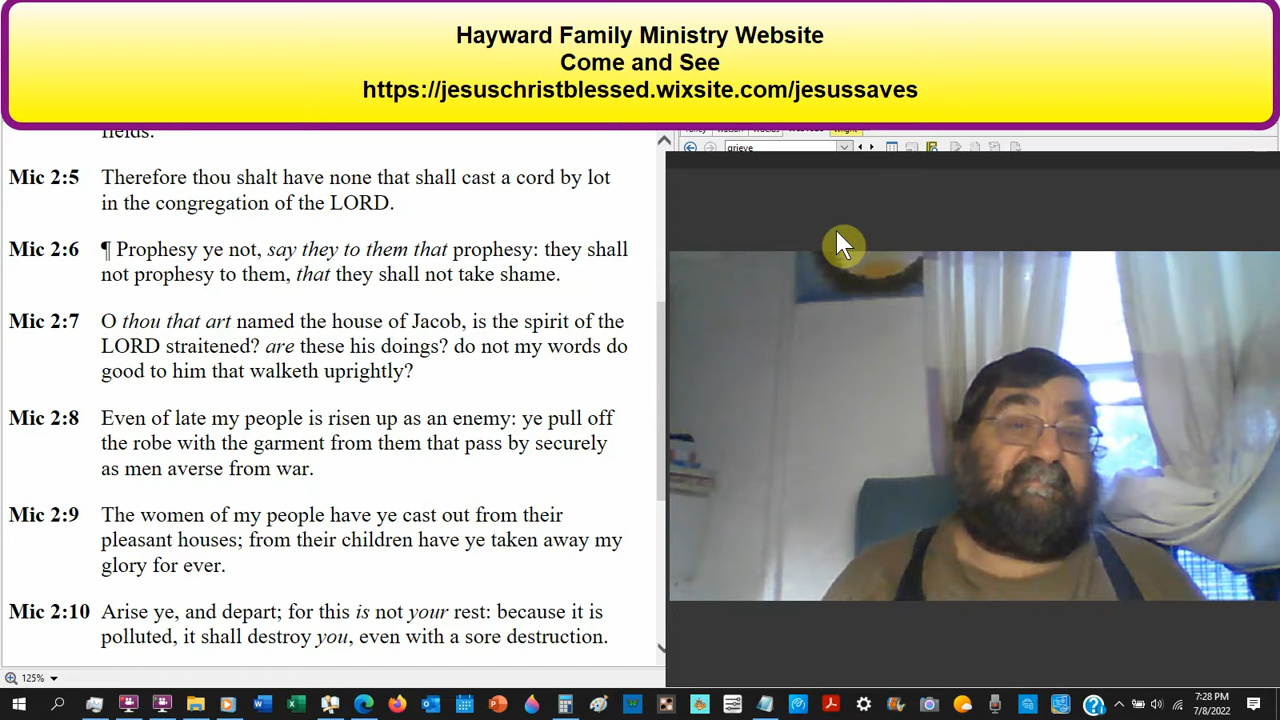 Hayward Family Ministry Website
Come and See
https://jesuschristblessed.wixsite.com/jesussaves
fields.
grieve
Mic 2:5 Therefore thou shalt have none that shall cast a cord by lot
in the congregation of the LORD.
Mic 2:6 ¶ Prophesy ye not, say they to them that prophesy: they shall
not prophesy to them, that they shall not take shame.
Mic 2:7 O thou that art named the house of Jacob, is the spirit of the
LORD straitened? are these his doings? do not my words do
good to him that walketh uprightly?
Mic 2:8 Even of late my people is risen up as an enemy: ye pull off
the robe with the garment from them that pass by securely
as men averse from war.
Mic 2:9 The women of my people have ye cast out from their
pleasant houses; from their children have ye taken away my
glory for ever.
Mic 2:10 Arise ye, and depart; for this is not your rest: because it is
polluted, it shall destroy you, even with a sore destruction.
125%
7:28 PM
7/8/2022